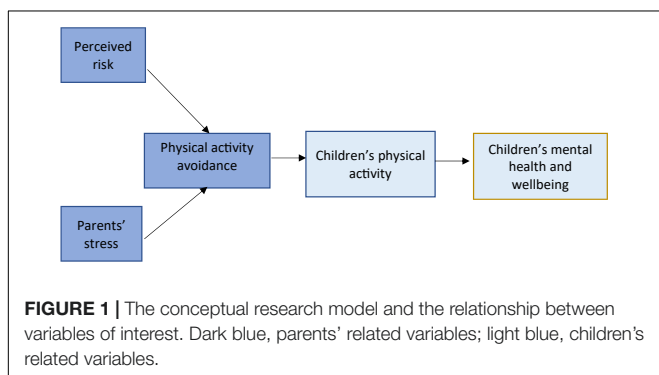 Perceived
risk
Physical activity
avoidance
Children's physical
activity
Children's mental
health and
wellbeing
Parents'
stress
FIGURE 1 | The conceptual research model and the relationship between
variables of interest. Dark blue, parents' related variables; light blue, children's
related variables.